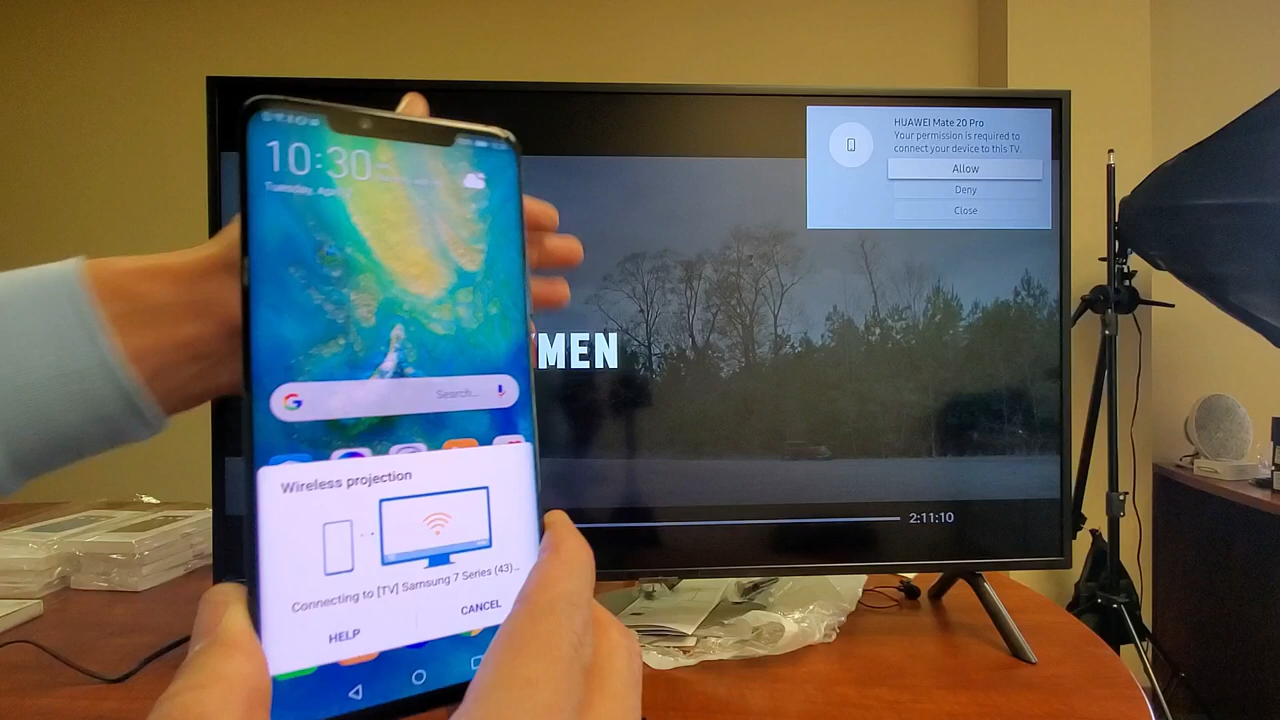 10:30
Tuesday, Ap
Search...
Wireless projection
Connecting to [TV] Samsung 7 Series (43)...
HELP
CANCEL
HUAWEI Mate 20 Pro
Your permission is required to
connect your device to this TV.
Allow
Deny
Close
MEN
2:11:10